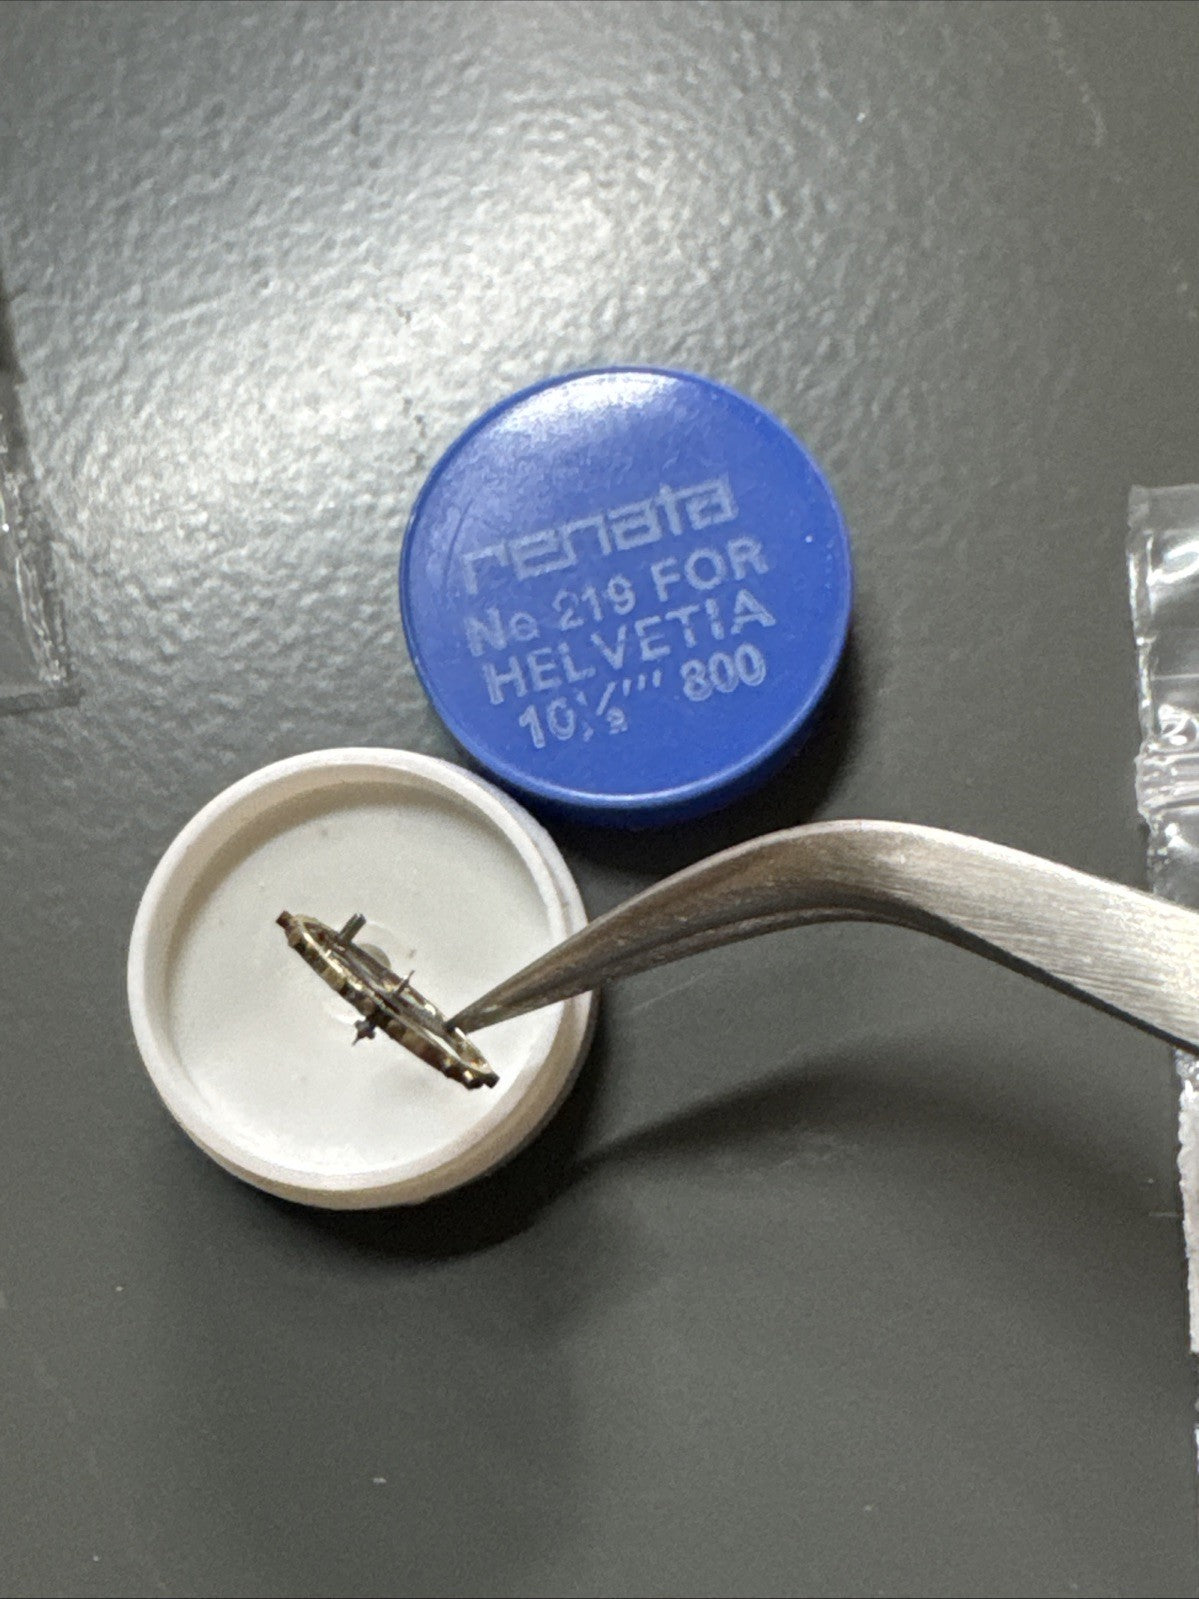 renata
No 219 FOR
HELVETIA
10½''' 800